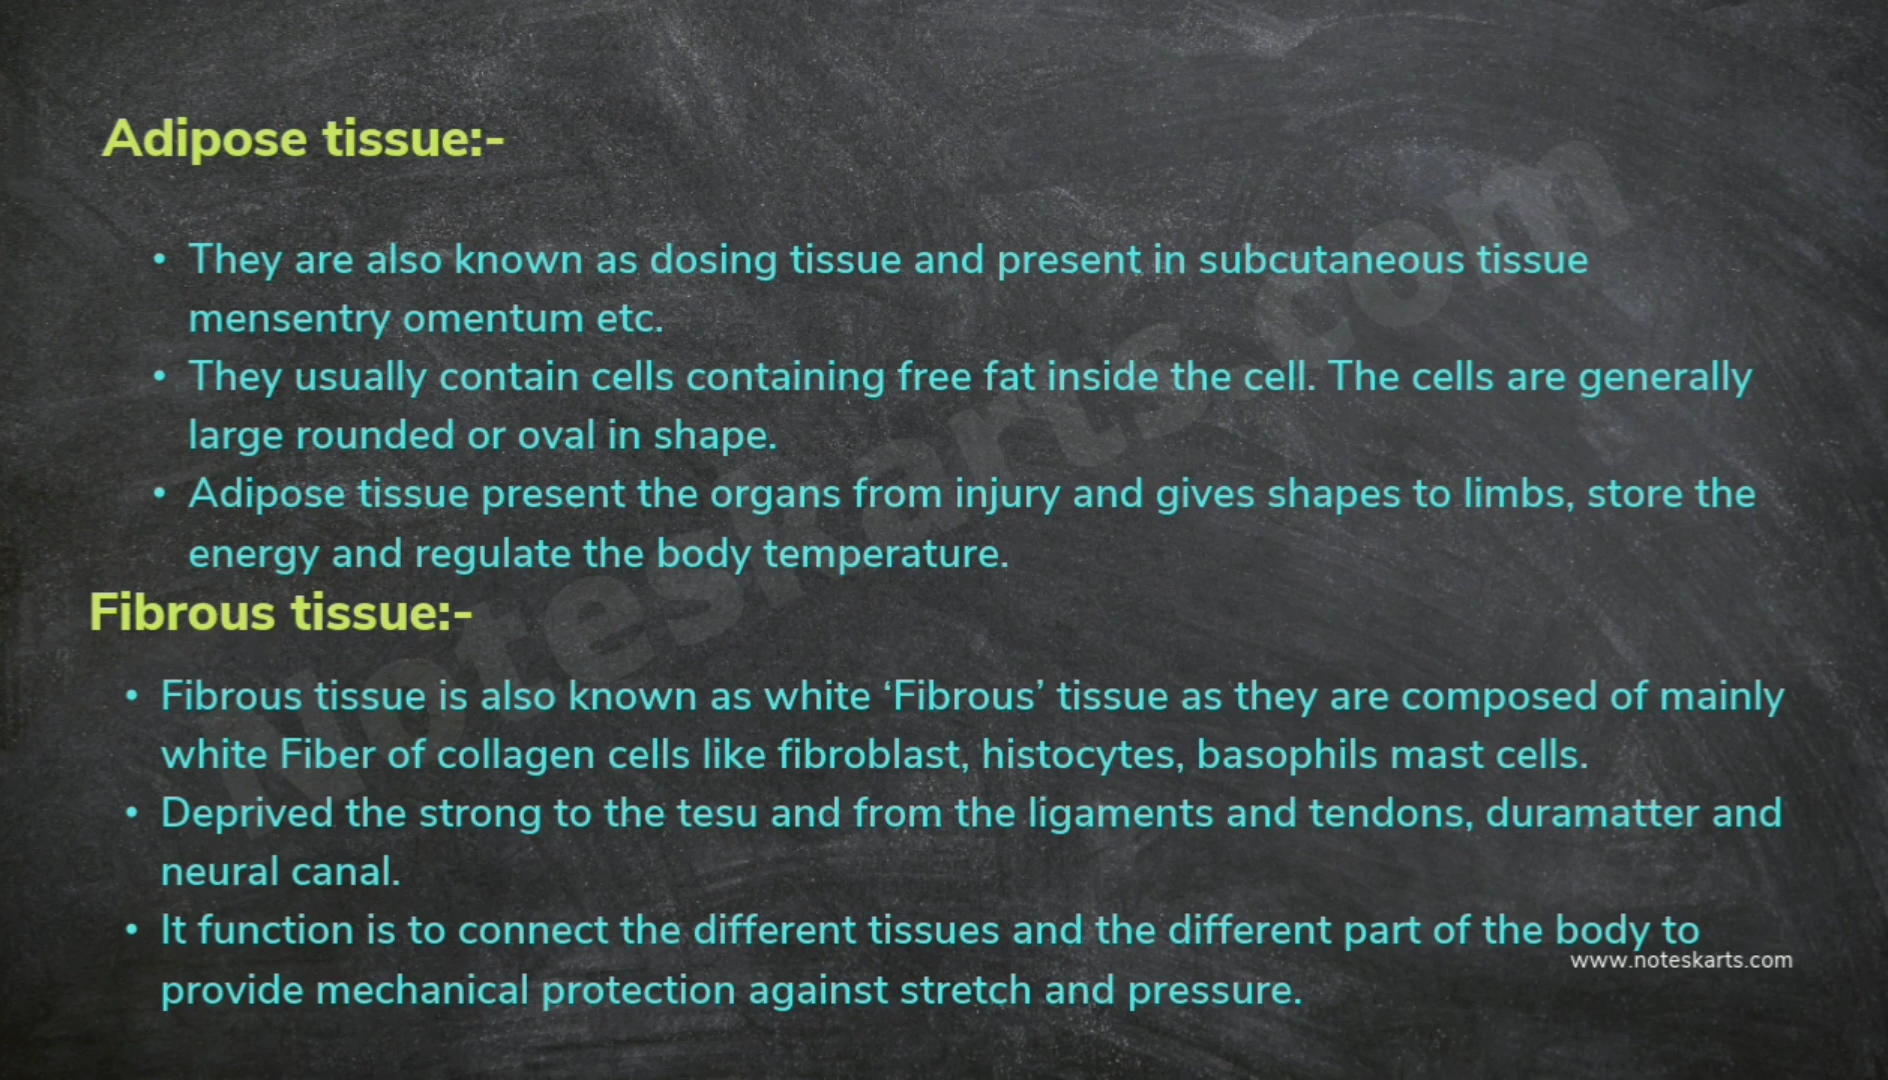 Adipose tissue:-
• They are also known as dosing tissue and present in subcutaneous tissue
mensentry omentum etc.
• They usually contain cells containing free fat inside the cell. The cells are generally
large rounded or oval in shape.
• Adipose tissue present the organs from injury and gives shapes to limbs, store the
energy and regulate the body temperature.
Fibrous tissue:-
• Fibrous tissue is also known as white ‘Fibrous’ tissue as they are composed of mainly
white Fiber of collagen cells like fibroblast, histocytes, basophils mast cells.
• Deprived the strong to the tesu and from the ligaments and tendons, duramatter and
neural canal.
• It function is to connect the different tissues and the different part of the body to
www.noteskarts.com
provide mechanical protection against stretch and pressure.
Noteskarts.com